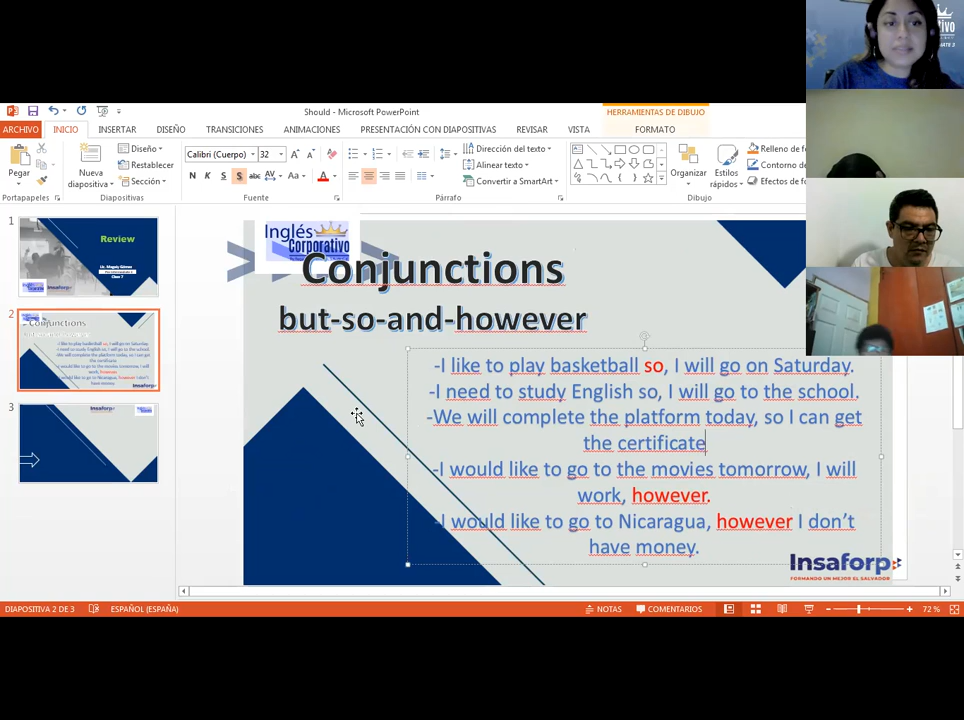 Should - Microsoft PowerPoint
HERRAMIENTAS DE DIBUJO
ARCHIVO INICIO INSERTAR DISEÑO TRANSICIONES ANIMACIONES PRESENTACIÓN CON DIAPOSITIVAS REVISAR VISTA FORMATO
Pegar
Nueva
diapositiva
Diseño
Restablecer
Sección
Calibri (Cuerpo) 32
N K S S abc AV Aa A
Dirección del texto
Alinear texto
Convertir a SmartArt
Organizar
Estilos
rápidos
Relleno de
Contorno de
Efectos de
Portapapeles Diapositivas Fuente Párrafo Dibujo
1
Review
2
3
Inglés
Corporativo
Conjunctions
but-so-and-however
-I like to play basketball so, I will go on Saturday.
-I need to study English so, I will go to the school.
-We will complete the platform today, so I can get
the certificate
-I would like to go to the movies tomorrow, I will
work, however.
-I would like to go to Nicaragua, however I don't
have money.
Insaforp
FORMANDO UN MEJOR EL SALVADOR
DIAPOSITIVA 2 DE 3 ESPAÑOL (ESPAÑA) NOTAS COMENTARIOS 72 %